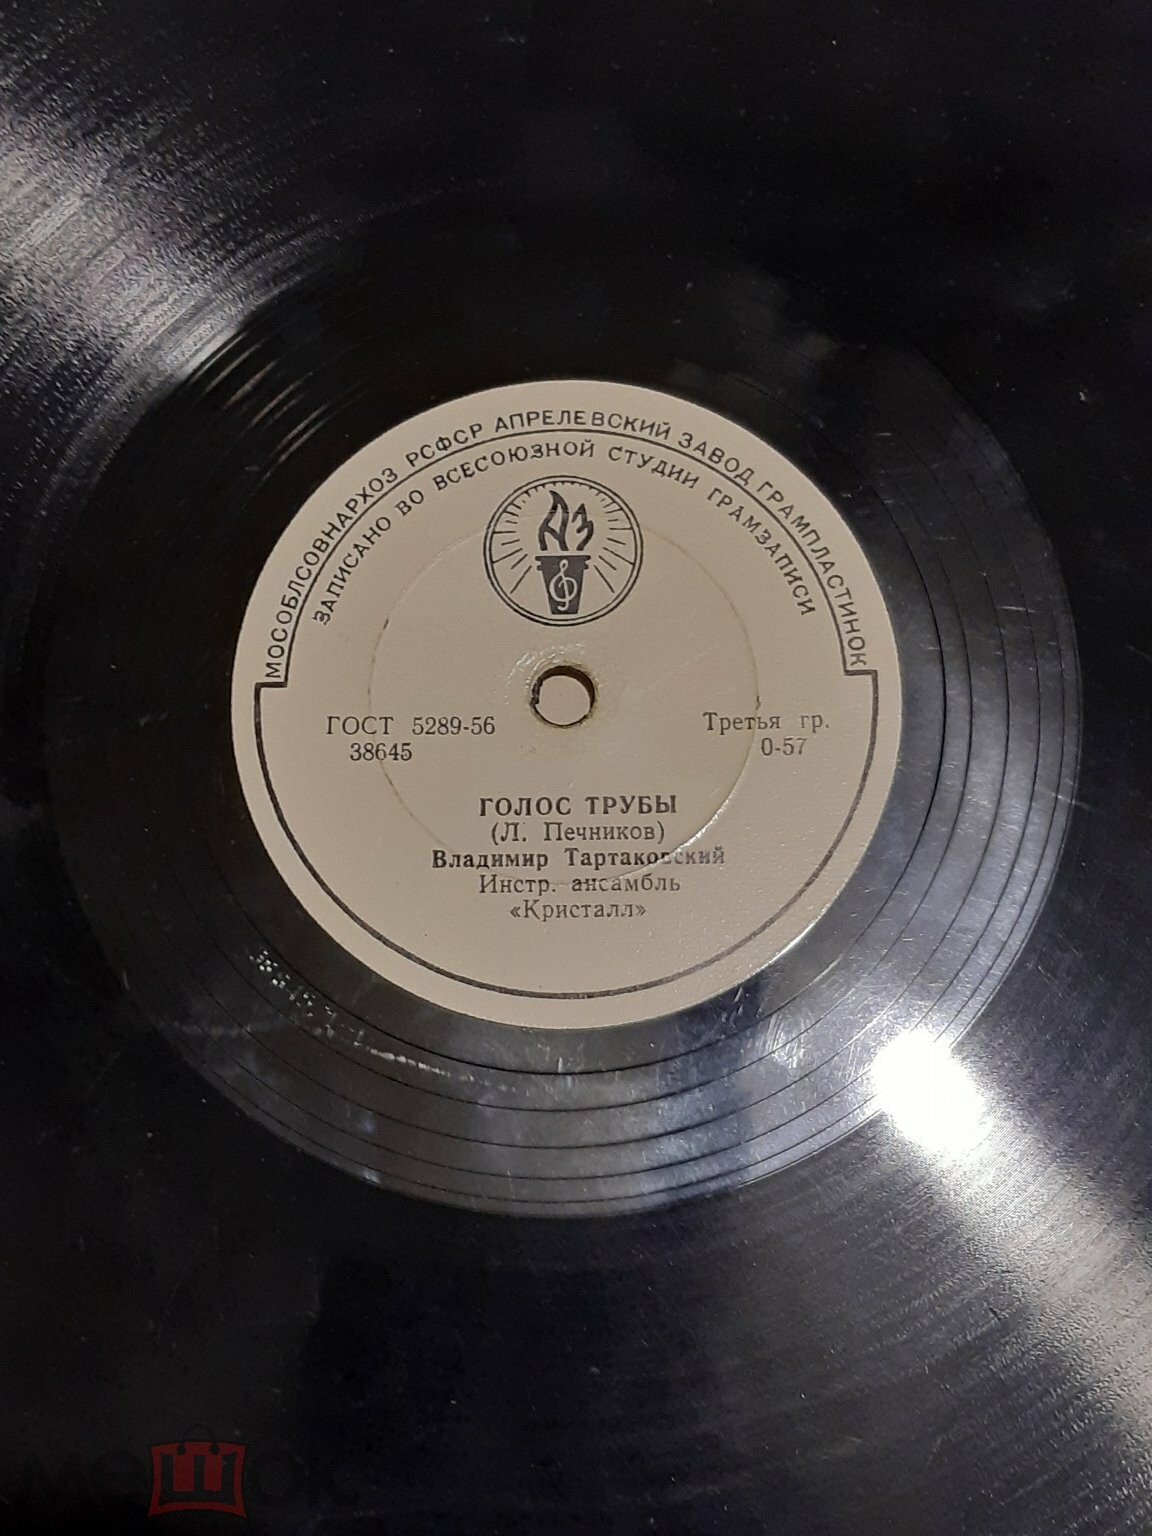 МОСОБЛСОВНАРХОЗ РСФСР АПРЕЛЕВСКИЙ ЗАВОД ГРАМПЛАСТИНОК
ЗАПИСАНО ВО ВСЕСОЮЗНОЙ СТУДИИ ГРАМЗАПИСИ
АЗ
ГОСТ 5289-56
38645
Третья гр.
0-57
ГОЛОС ТРУБЫ
(Л. Печников)
Владимир Тартаковский
Инстр. ансамбль
«Кристалл»